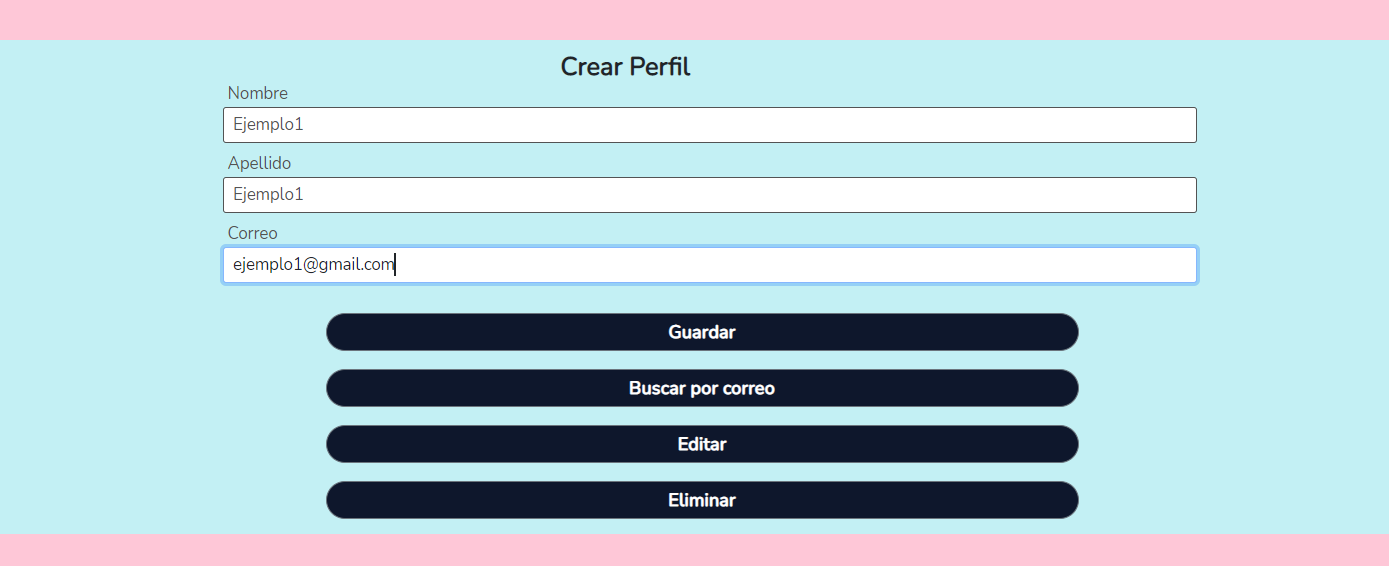 Crear Perfil
Nombre
Ejemplo1
Apellido
Ejemplo1
Correo
ejemplo1@gmail.com
Guardar
Buscar por correo
Editar
Eliminar